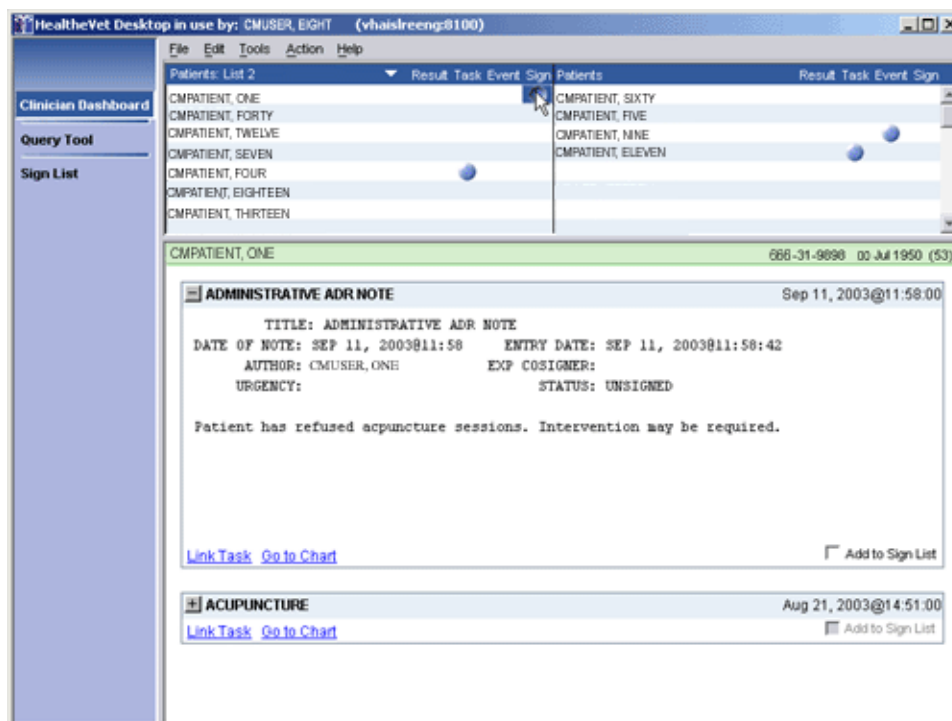 HealtheVet Desktop in use by: CMUSER, EIGHT (vhaislreeng:8100)
File Edit Tools Action Help
Patients: List 2 Result Task Event Sign Patients Result Task Event Sign
Clinician Dashboard
Query Tool
Sign List
CMPATIENT, ONE CMPATIENT, SIXTY
CMPATIENT, FORTY CMPATIENT, FIVE
CMPATIENT, TWELVE CMPATIENT, NINE
CMPATIENT, SEVEN CMPATIENT, ELEVEN
CMPATIENT, FOUR
CMPATIENT, EIGHTEEN
CMPATIENT, THIRTEEN
CMPATIENT, ONE 666-31-9898 00 Jul 1950 (53)
ADMINISTRATIVE ADR NOTE Sep 11, 2003@11:58:00
TITLE: ADMINISTRATIVE ADR NOTE
DATE OF NOTE: SEP 11, 2003@11:58 ENTRY DATE: SEP 11, 2003@11:58:42
AUTHOR: CMUSER, ONE EXP COSIGNER:
URGENCY: STATUS: UNSIGNED
Patient has refused acpuncture sessions. Intervention may be required.
Link Task Go to Chart Add to Sign List
ACUPUNCTURE Aug 21, 2003@14:51:00
Link Task Go to Chart Add to Sign List